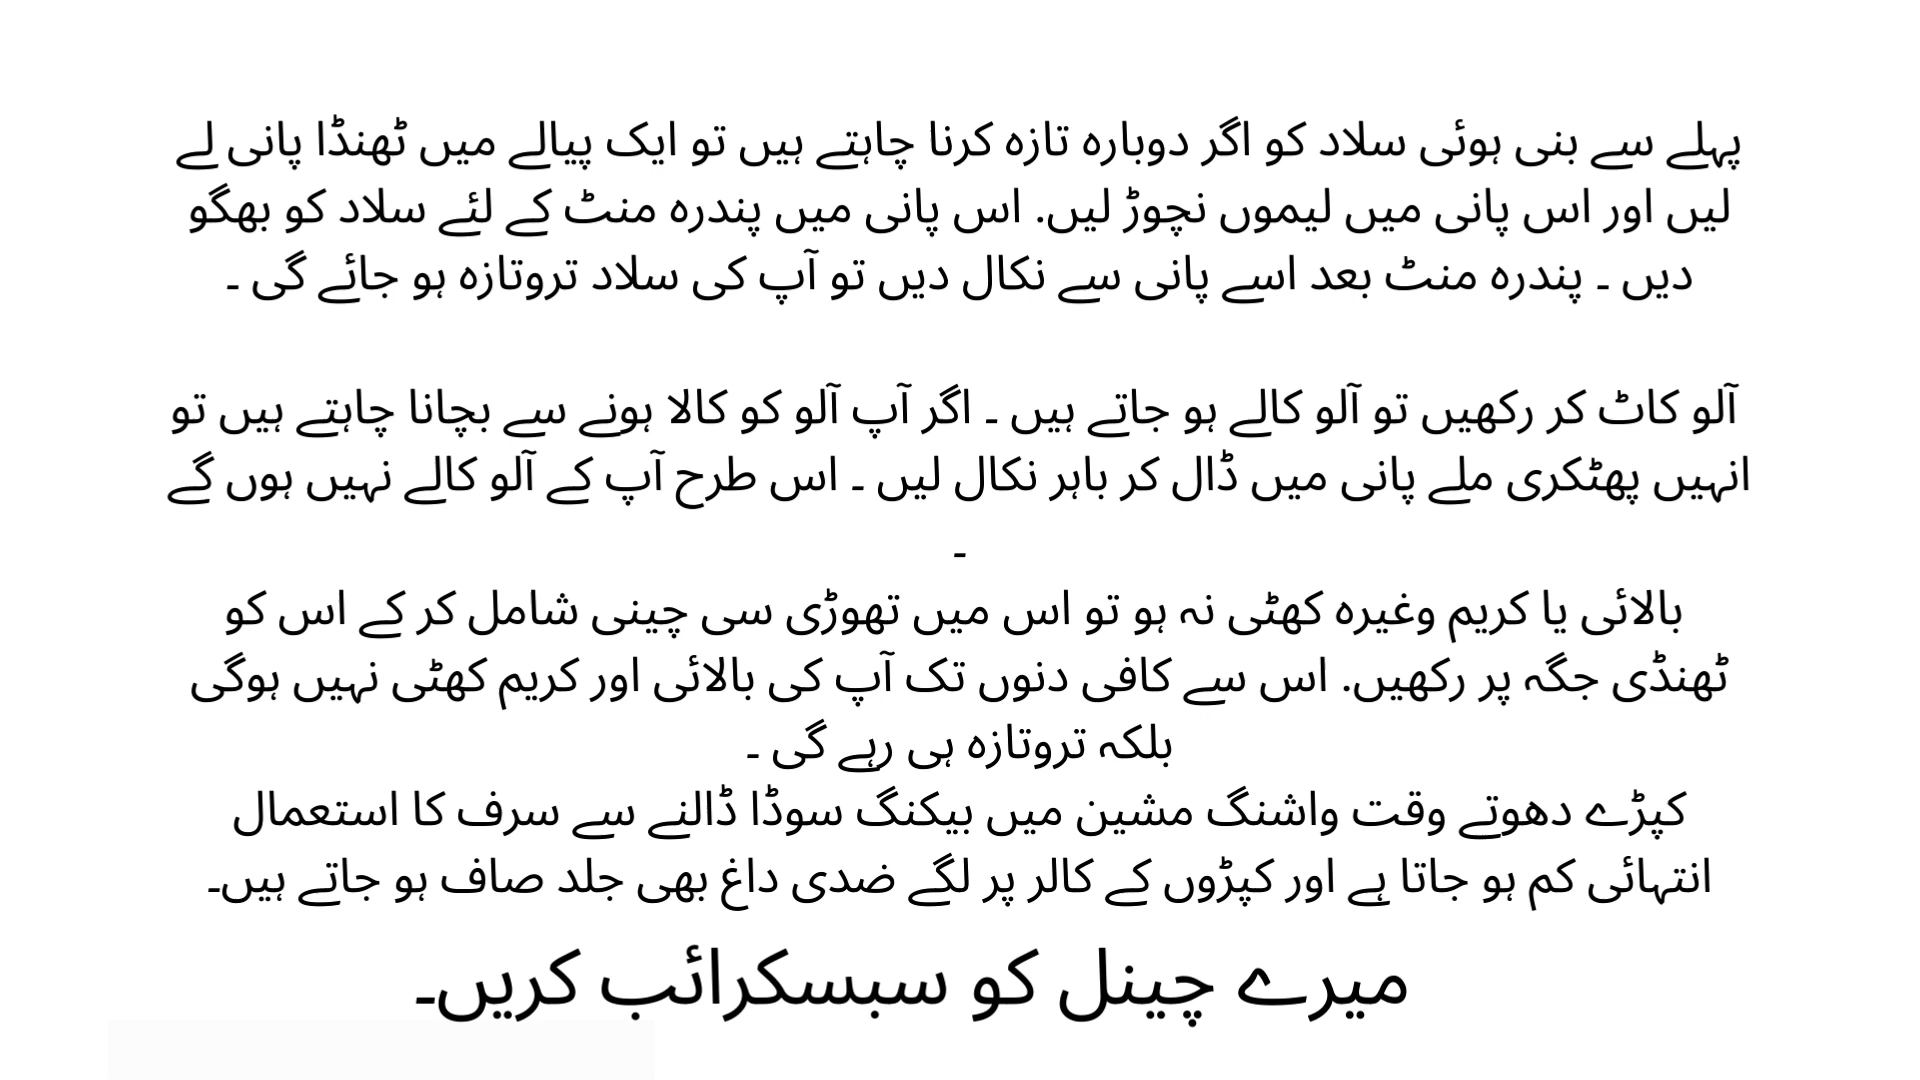 پہلے سے بنی ہوئی سلاد کو اگر دوبارہ تازہ کرنا چاہتے ہیں تو ایک پیالے میں ٹھنڈا پانی لے
لیں اور اس پانی میں لیموں نچوڑ لیں. اس پانی میں پندرہ منٹ کے لئے سلاد کو بھگو
دیں ۔ پندرہ منٹ بعد اسے پانی سے نکال دیں تو آپ کی سلاد تروتازہ ہو جائے گی ۔
آلو کاٹ کر رکھیں تو آلو کالے ہو جاتے ہیں ۔ اگر آپ آلو کو کالا ہونے سے بچانا چاہتے ہیں تو
انہیں پھٹکری ملے پانی میں ڈال کر باہر نکال لیں ۔ اس طرح آپ کے آلو کالے نہیں ہوں گے
۔
بالائی یا کریم وغیرہ کھٹی نہ ہو تو اس میں تھوڑی سی چینی شامل کر کے اس کو
ٹھنڈی جگہ پر رکھیں. اس سے کافی دنوں تک آپ کی بالائی اور کریم کھٹی نہیں ہوگی
بلکہ تروتازہ ہی رہے گی ۔
کپڑے دھوتے وقت واشنگ مشین میں بیکنگ سوڈا ڈالنے سے سرف کا استعمال
انتہائی کم ہو جاتا ہے اور کپڑوں کے کالر پر لگے ضدی داغ بھی جلد صاف ہو جاتے ہیں۔
میرے چینل کو سبسکرائب کریں۔